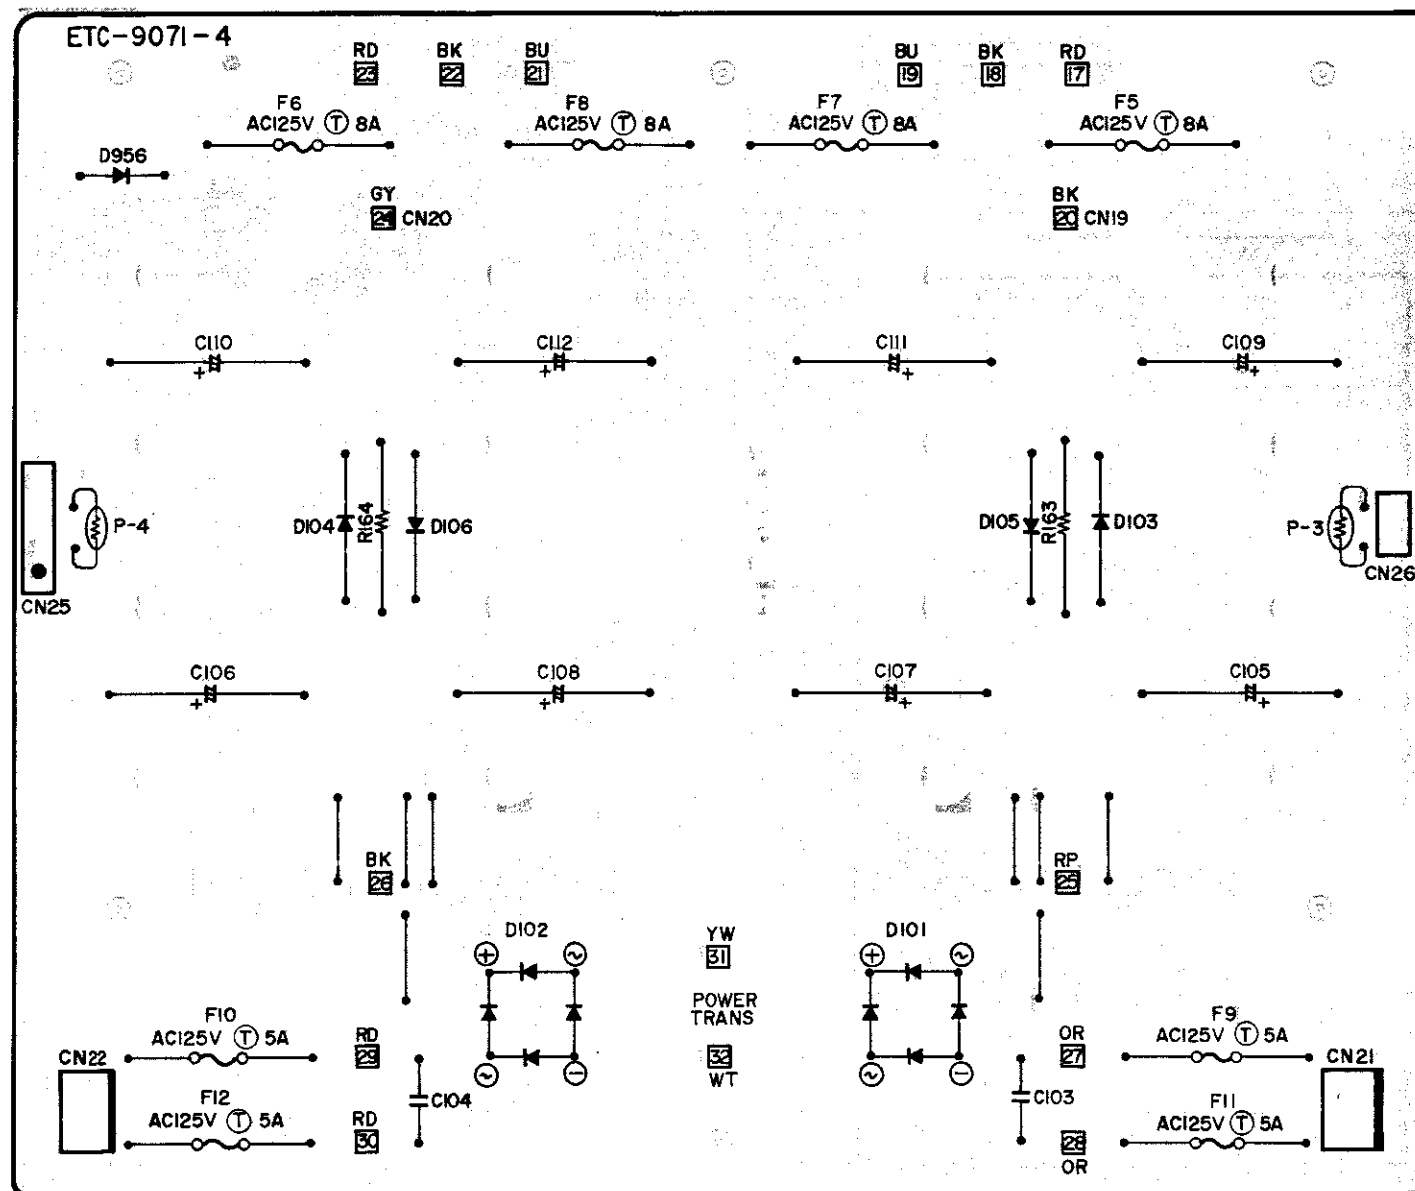 ETC-9071-4
RD BK BU BU BK RD
23 22 21 19 18 17
F6 F8 F7 F5
AC125V T 8A AC125V T 8A AC125V T 8A AC125V T 8A
D956
GY BK
24 CN20 20 CN19
C110 C112 C111 C109
+ + + +
D104 R164 D106 D105 R163 D103
P-4 P-3
CN25 CN26
C106 C108 C107 C105
+ + + +
BK RP
26 25
D102 YW D101
+ ~ 31 + ~
POWER
TRANS
~ − 32 ~ −
WT
F10 RD OR F9
AC125V T 5A 29 27 AC125V T 5A
CN22 CN21
C104 C103
F12 RD F11
AC125V T 5A 30 28 AC125V T 5A
OR